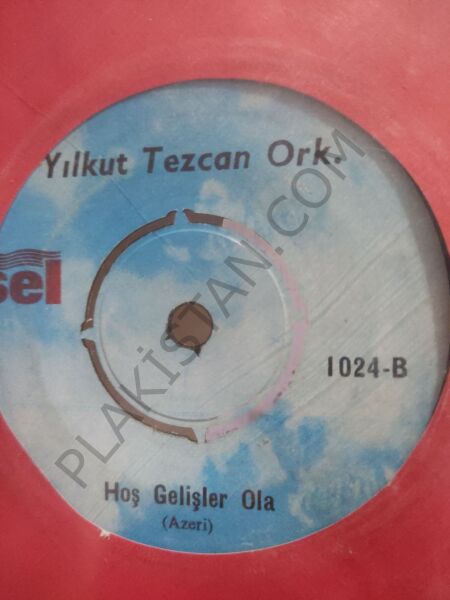 Yılkut Tezcan Ork.
sel
1024-B
Hoş Gelişler Ola
(Azeri)
PLAKİSTAN.COM